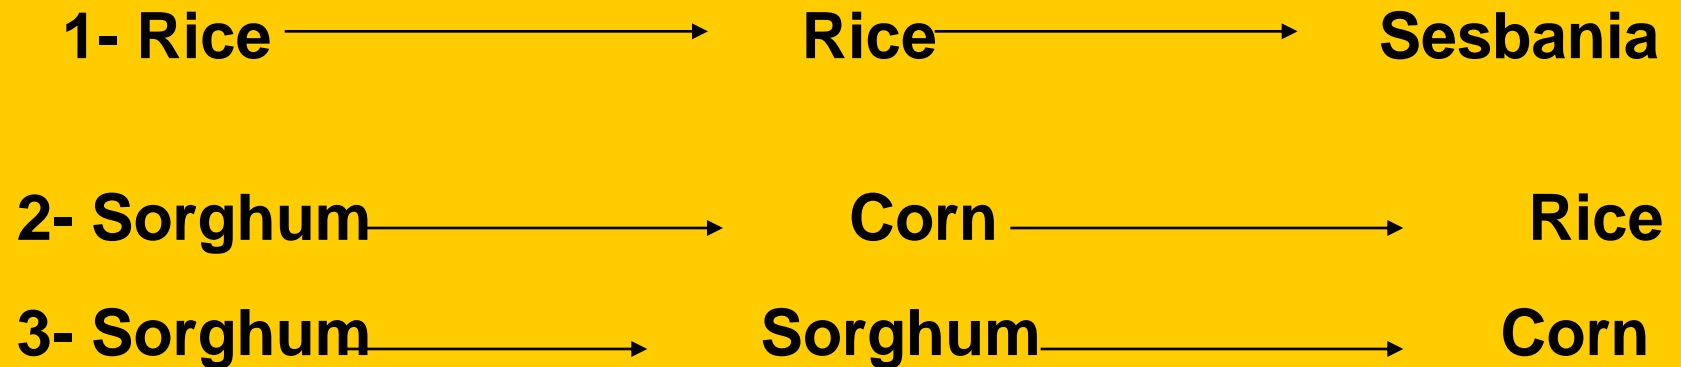 1- Rice Rice Sesbania
2- Sorghum Corn Rice
3- Sorghum Sorghum Corn